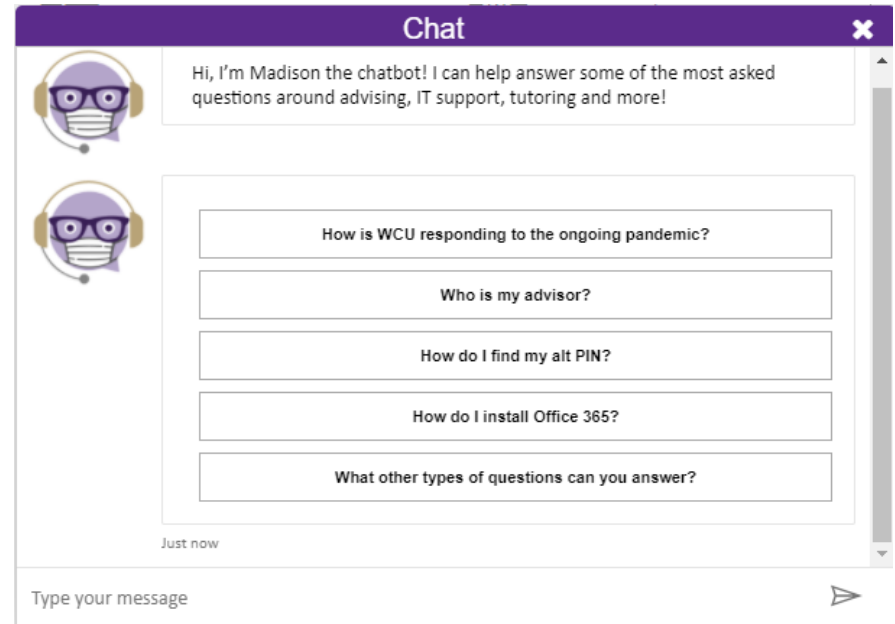 Chat
Hi, I’m Madison the chatbot! I can help answer some of the most asked
questions around advising, IT support, tutoring and more!
How is WCU responding to the ongoing pandemic?
Who is my advisor?
How do I find my alt PIN?
How do I install Office 365?
What other types of questions can you answer?
Just now
Type your message